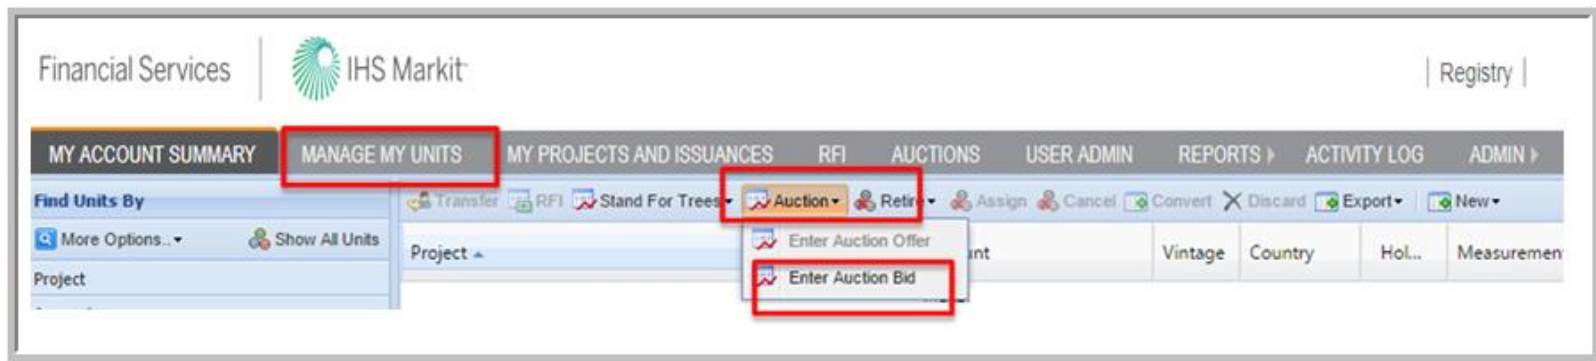 Financial Services IHS Markit Registry
MY ACCOUNT SUMMARY MANAGE MY UNITS MY PROJECTS AND ISSUANCES RFI AUCTIONS USER ADMIN REPORTS ACTIVITY LOG ADMIN
Find Units By Transfer RFI Stand For Trees Auction Retire Assign Cancel Convert Discard Export New
More Options.. Show All Units Project Enter Auction Offer Vintage Country Hol... Measuremen
Project Enter Auction Bid